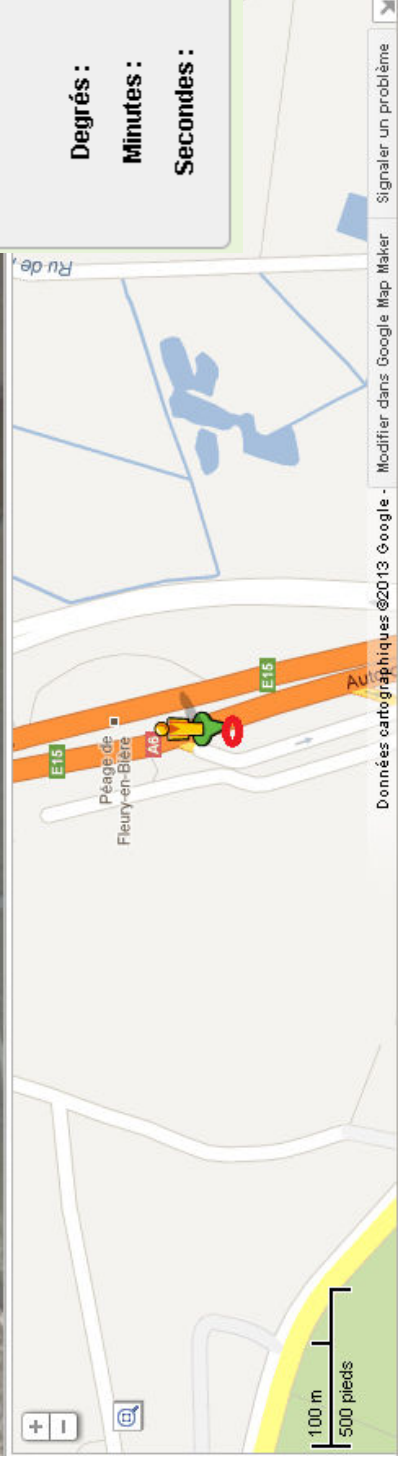 Degrés :
Minutes :
Secondes :
+
−
Ru de
E15
Péage de
Fleury-en-Bière
A6
E15
Auto
100 m
500 pieds
Données cartographiques ©2013 Google -
Modifier dans Google Map Maker
Signaler un problème